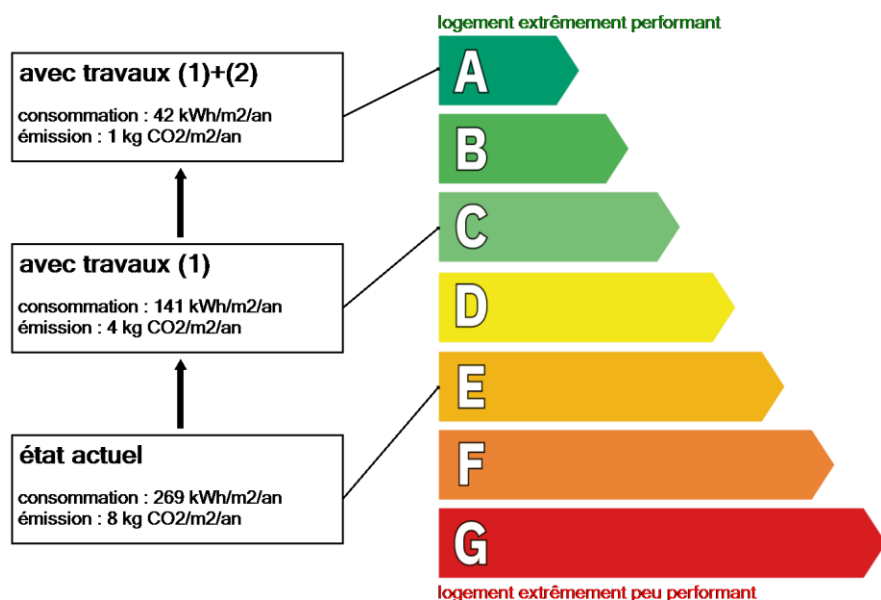 logement extrêmement performant
avec travaux (1)+(2)
consommation : 42 kWh/m2/an
émission : 1 kg CO2/m2/an
avec travaux (1)
consommation : 141 kWh/m2/an
émission : 4 kg CO2/m2/an
état actuel
consommation : 269 kWh/m2/an
émission : 8 kg CO2/m2/an
A
B
C
D
E
F
G
logement extrêmement peu performant